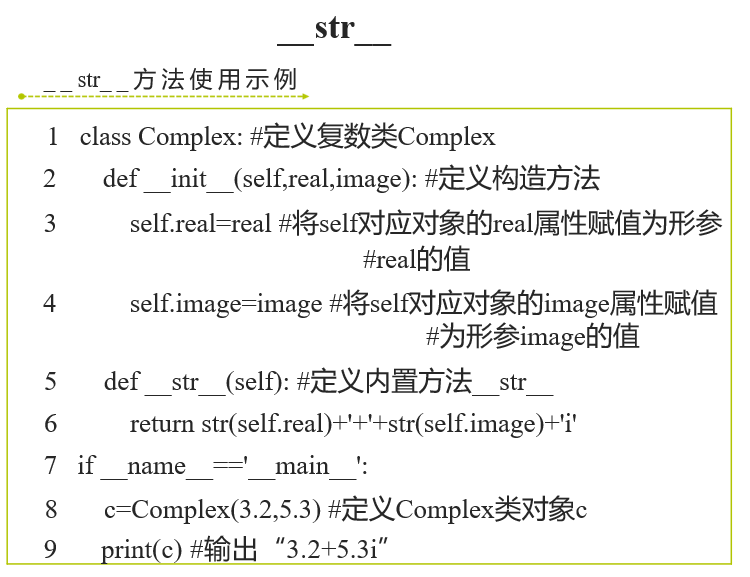 __str__
__str__方法使用示例
1 class Complex: #定义复数类Complex
2 def __init__(self,real,image): #定义构造方法
3 self.real=real #将self对应对象的real属性赋值为形参
#real的值
4 self.image=image #将self对应对象的image属性赋值
#为形参image的值
5 def __str__(self): #定义内置方法__str__
6 return str(self.real)+'+'+str(self.image)+'i'
7 if __name__=='__main__':
8 c=Complex(3.2,5.3) #定义Complex类对象c
9 print(c) #输出“3.2+5.3i”